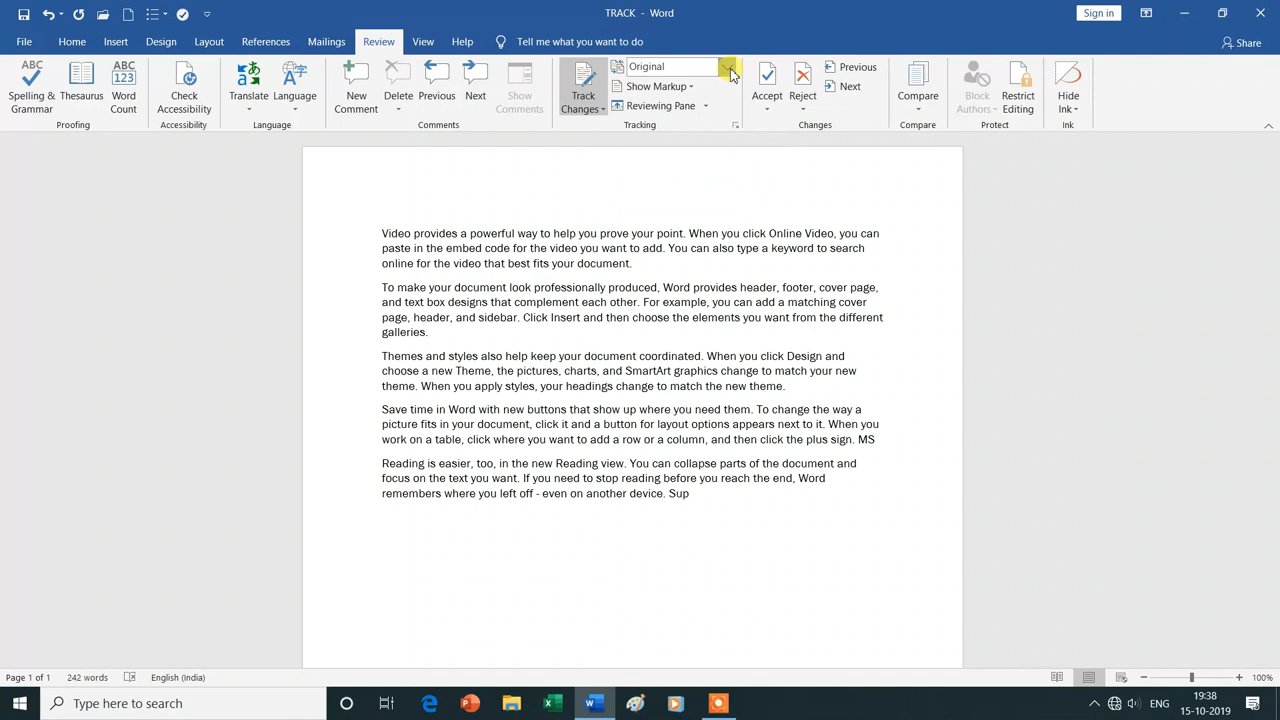 TRACK - Word
Sign in
File Home Insert Design Layout References Mailings Review View Help Tell me what you want to do
Share
ABC
Spelling & Grammar
Thesaurus
ABC 123
Word Count
Check Accessibility
Translate
Language
New Comment
Delete
Previous
Next
Show Comments
Track Changes
Original
Show Markup
Reviewing Pane
Accept
Reject
Previous
Next
Compare
Block Authors
Restrict Editing
Hide Ink
Proofing Accessibility Language Comments Tracking Changes Compare Protect Ink
Video provides a powerful way to help you prove your point. When you click Online Video, you can
paste in the embed code for the video you want to add. You can also type a keyword to search
online for the video that best fits your document.
To make your document look professionally produced, Word provides header, footer, cover page,
and text box designs that complement each other. For example, you can add a matching cover
page, header, and sidebar. Click Insert and then choose the elements you want from the different
galleries.
Themes and styles also help keep your document coordinated. When you click Design and
choose a new Theme, the pictures, charts, and SmartArt graphics change to match your new
theme. When you apply styles, your headings change to match the new theme.
Save time in Word with new buttons that show up where you need them. To change the way a
picture fits in your document, click it and a button for layout options appears next to it. When you
work on a table, click where you want to add a row or a column, and then click the plus sign. MS
Reading is easier, too, in the new Reading view. You can collapse parts of the document and
focus on the text you want. If you need to stop reading before you reach the end, Word
remembers where you left off - even on another device. Sup
Page 1 of 1 242 words English (India) 100%
Type here to search
ENG
19:38
15-10-2019